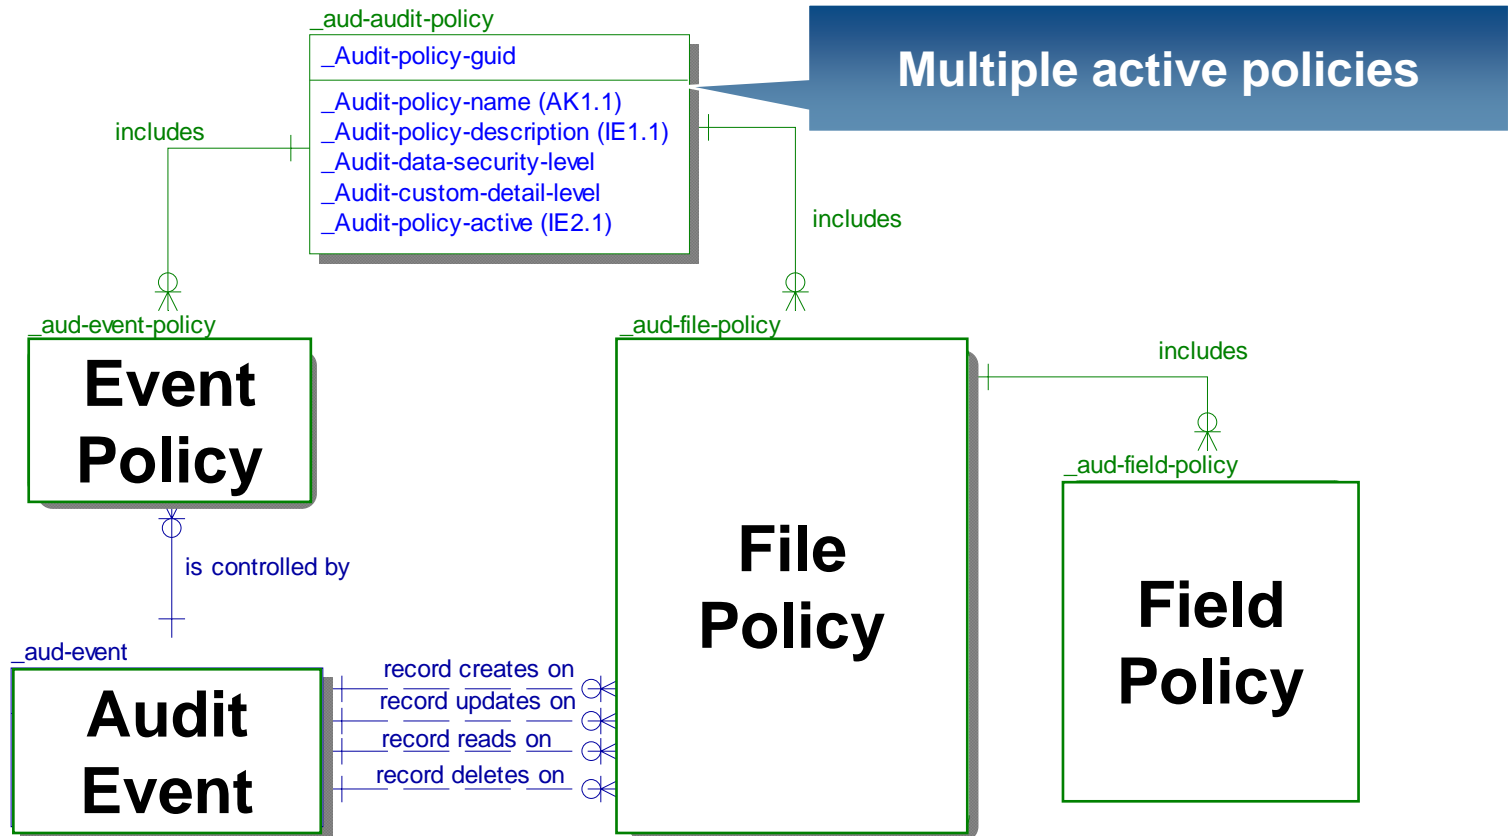 _aud-audit-policy
_Audit-policy-guid
_Audit-policy-name (AK1.1)
_Audit-policy-description (IE1.1)
_Audit-data-security-level
_Audit-custom-detail-level
_Audit-policy-active (IE2.1)
Multiple active policies
includes
includes
_aud-event-policy
Event
Policy
_aud-file-policy
File
Policy
includes
_aud-field-policy
Field
Policy
is controlled by
_aud-event
Audit
Event
record creates on
record updates on
record reads on
record deletes on